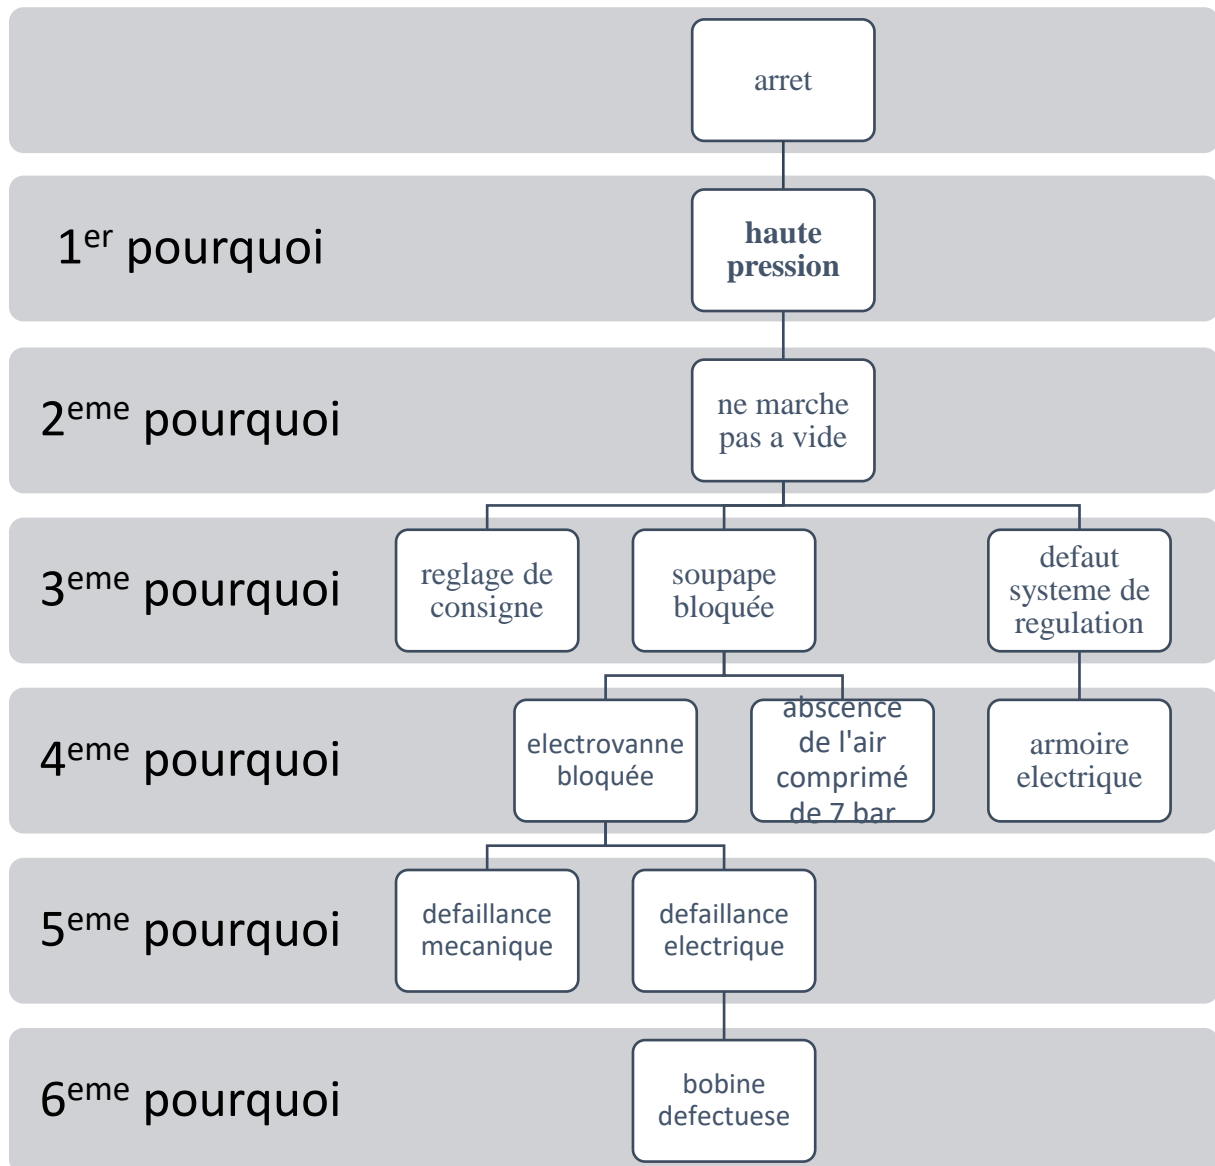 arret
1er pourquoi
haute
pression
2eme pourquoi
ne marche
pas a vide
3eme pourquoi
reglage de
consigne
soupape
bloquée
defaut
systeme de
regulation
4eme pourquoi
electrovanne
bloquée
abscence
de l'air
comprimé
de 7 bar
armoire
electrique
5eme pourquoi
defaillance
mecanique
defaillance
electrique
6eme pourquoi
bobine
defectuese